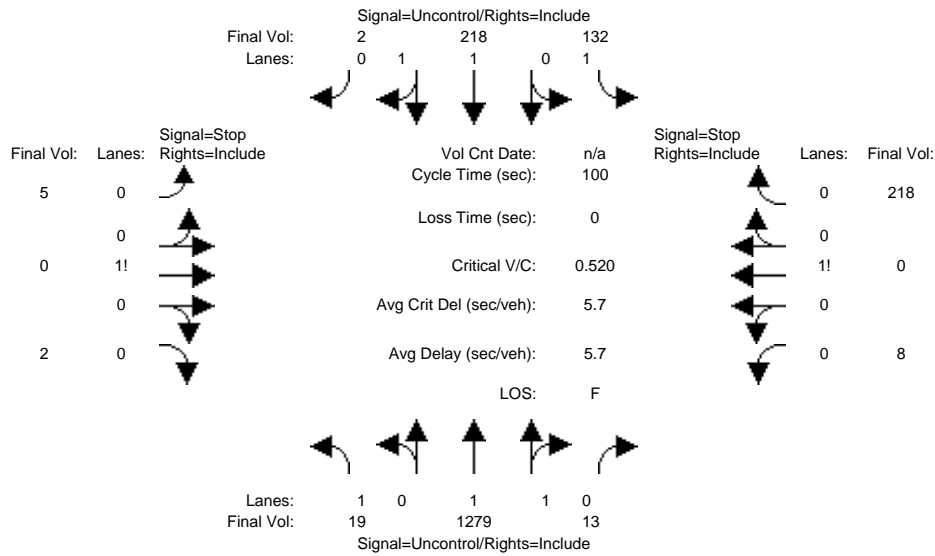 Signal=Uncontrol/Rights=Include
Final Vol: 2 218 132
Lanes: 0 1 1 0 1
Signal=Stop
Final Vol: Lanes: Rights=Include
Vol Cnt Date: n/a
Signal=Stop
Rights=Include Lanes: Final Vol:
Cycle Time (sec): 100
5 0
0 218
Loss Time (sec): 0
0
0
0 1!
Critical V/C: 0.520
1! 0
0
Avg Crit Del (sec/veh): 5.7
0
2 0
Avg Delay (sec/veh): 5.7
0 8
LOS: F
Lanes: 1 0 1 1 0
Final Vol: 19 1279 13
Signal=Uncontrol/Rights=Include